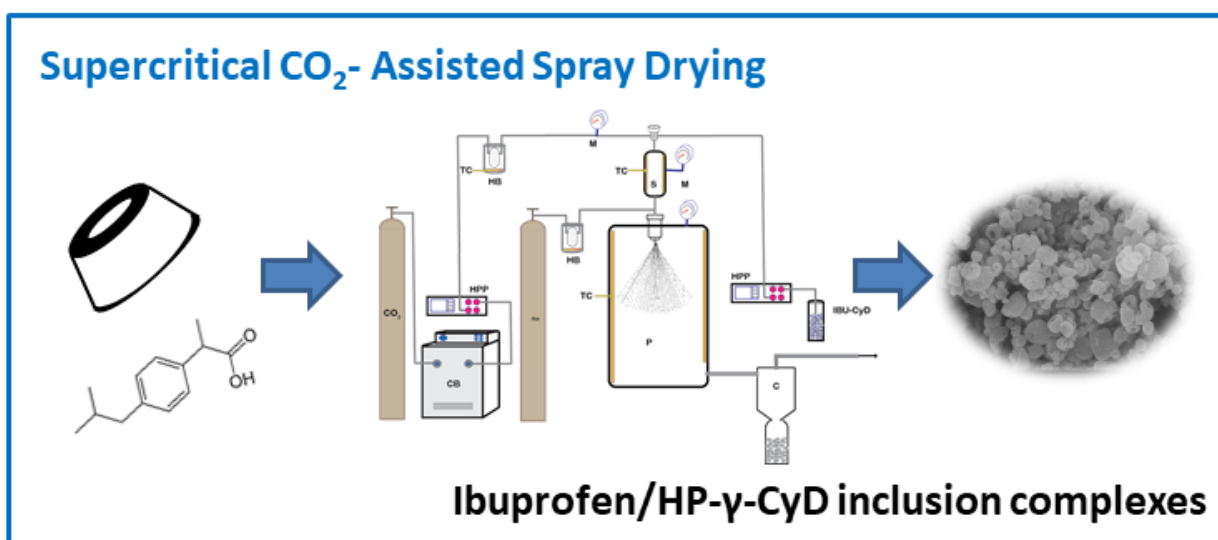 Supercritical CO₂- Assisted Spray Drying
M
TC
HB
TC
S
M
HB
HPP
CO₂
TC
P
HPP
IBU-CyD
CB
C
O
OH
Ibuprofen/HP-γ-CyD inclusion complexes